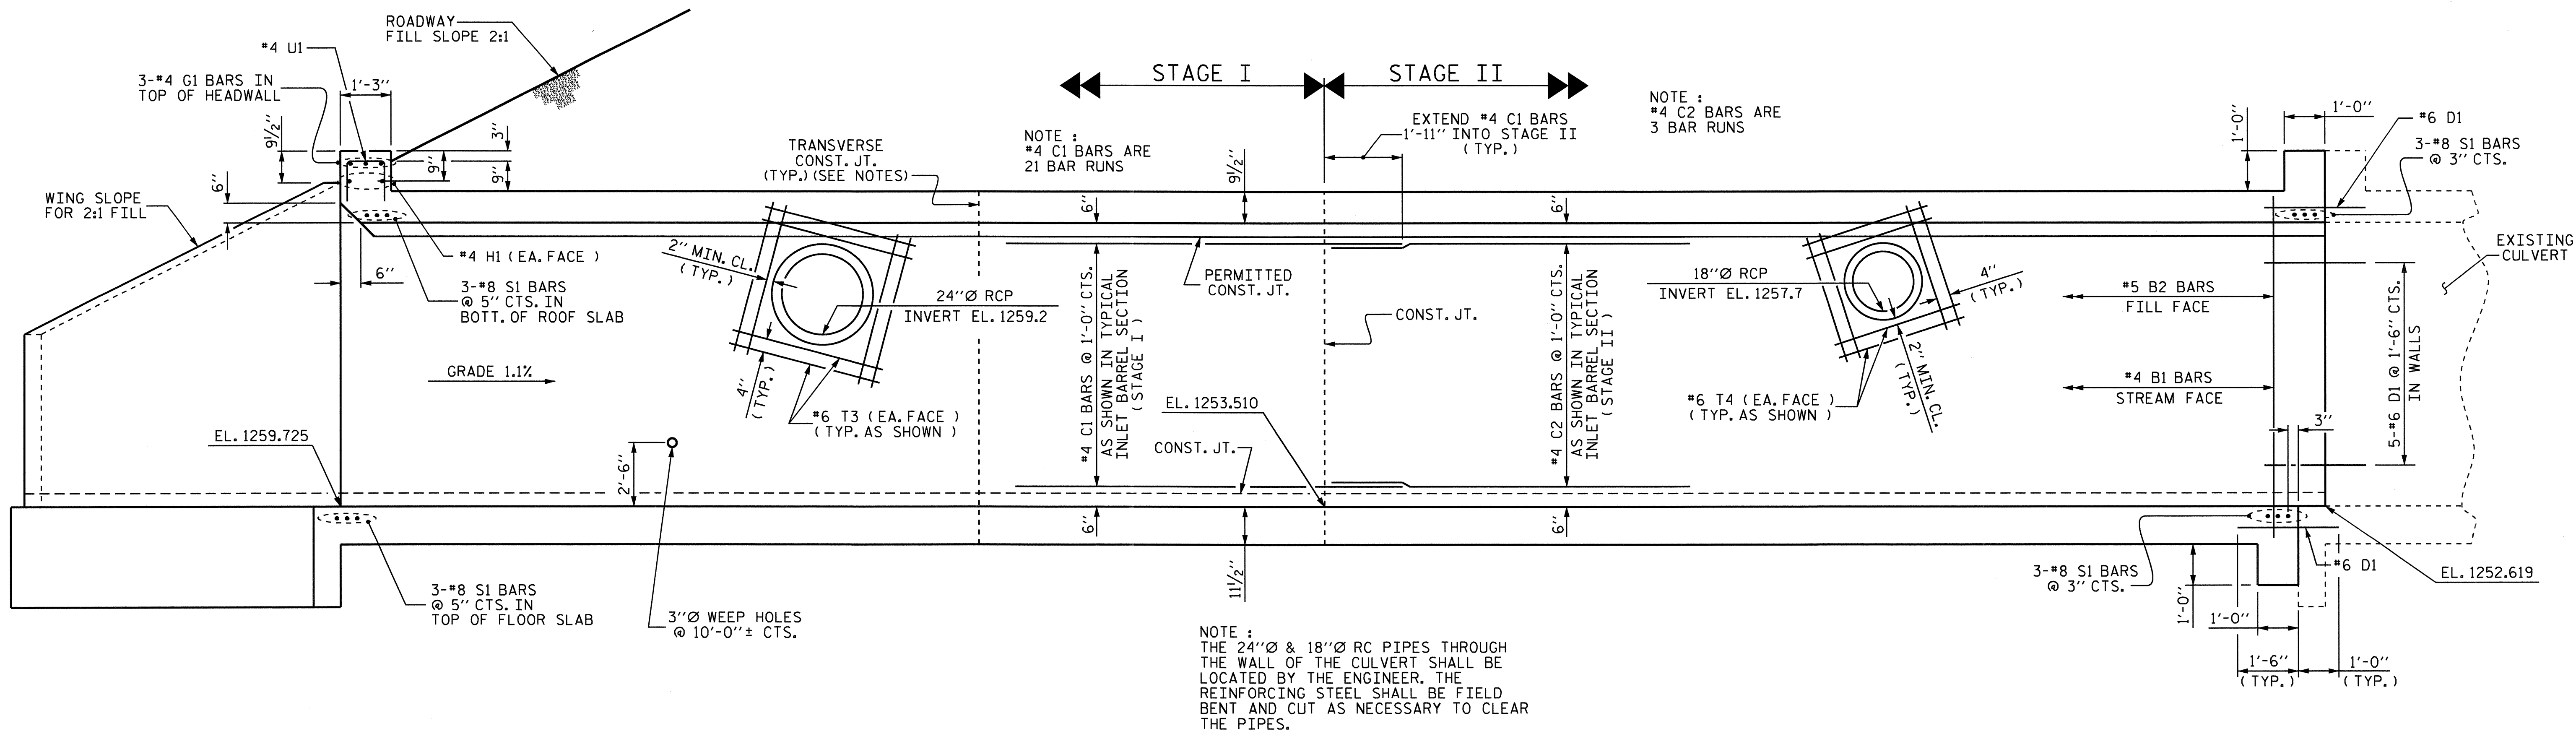 ROADWAY
FILL SLOPE 2:1
#4 U1
3-#4 G1 BARS IN
TOP OF HEADWALL
1'-3"
9½"
3"
9"
9"
6"
WING SLOPE
FOR 2:1 FILL
#4 H1 (EA. FACE)
6"
3-#8 S1 BARS
@ 5" CTS. IN
BOTT. OF ROOF SLAB
GRADE 1.1%
EL. 1259.725
2'-6"
3-#8 S1 BARS
@ 5" CTS. IN
TOP OF FLOOR SLAB
3"Ø WEEP HOLES
@ 10'-0"± CTS.
TRANSVERSE
CONST. JT.
(TYP.) (SEE NOTES)
2" MIN. CL.
(TYP.)
24"Ø RCP
INVERT EL. 1259.2
4"
(TYP.)
#6 T3 (EA. FACE)
(TYP. AS SHOWN)
STAGE I
STAGE II
NOTE :
#4 C1 BARS ARE
21 BAR RUNS
EXTEND #4 C1 BARS
1'-11" INTO STAGE II
(TYP.)
NOTE :
#4 C2 BARS ARE
3 BAR RUNS
9½"
6"
6"
#4 C1 BARS @ 1'-0" CTS.
AS SHOWN IN TYPICAL
INLET BARREL SECTION
(STAGE I)
PERMITTED
CONST. JT.
CONST. JT.
EL. 1253.510
CONST. JT.
#4 C2 BARS @ 1'-0" CTS.
AS SHOWN IN TYPICAL
INLET BARREL SECTION
(STAGE II)
6"
6"
11½"
18"Ø RCP
INVERT EL. 1257.7
4"
(TYP.)
2" MIN. CL.
(TYP.)
#6 T4 (EA. FACE)
(TYP. AS SHOWN)
NOTE :
THE 24"Ø & 18"Ø RC PIPES THROUGH
THE WALL OF THE CULVERT SHALL BE
LOCATED BY THE ENGINEER. THE
REINFORCING STEEL SHALL BE FIELD
BENT AND CUT AS NECESSARY TO CLEAR
THE PIPES.
1'-0"
1'-0"
#6 D1
3-#8 S1 BARS
@ 3" CTS.
EXISTING
CULVERT
#5 B2 BARS
FILL FACE
#4 B1 BARS
STREAM FACE
5-#6 D1 @ 1'-6" CTS.
IN WALLS
3"
3-#8 S1 BARS
@ 3" CTS.
#6 D1
EL. 1252.619
1'-0"
1'-0"
1'-6"
(TYP.)
1'-0"
(TYP.)